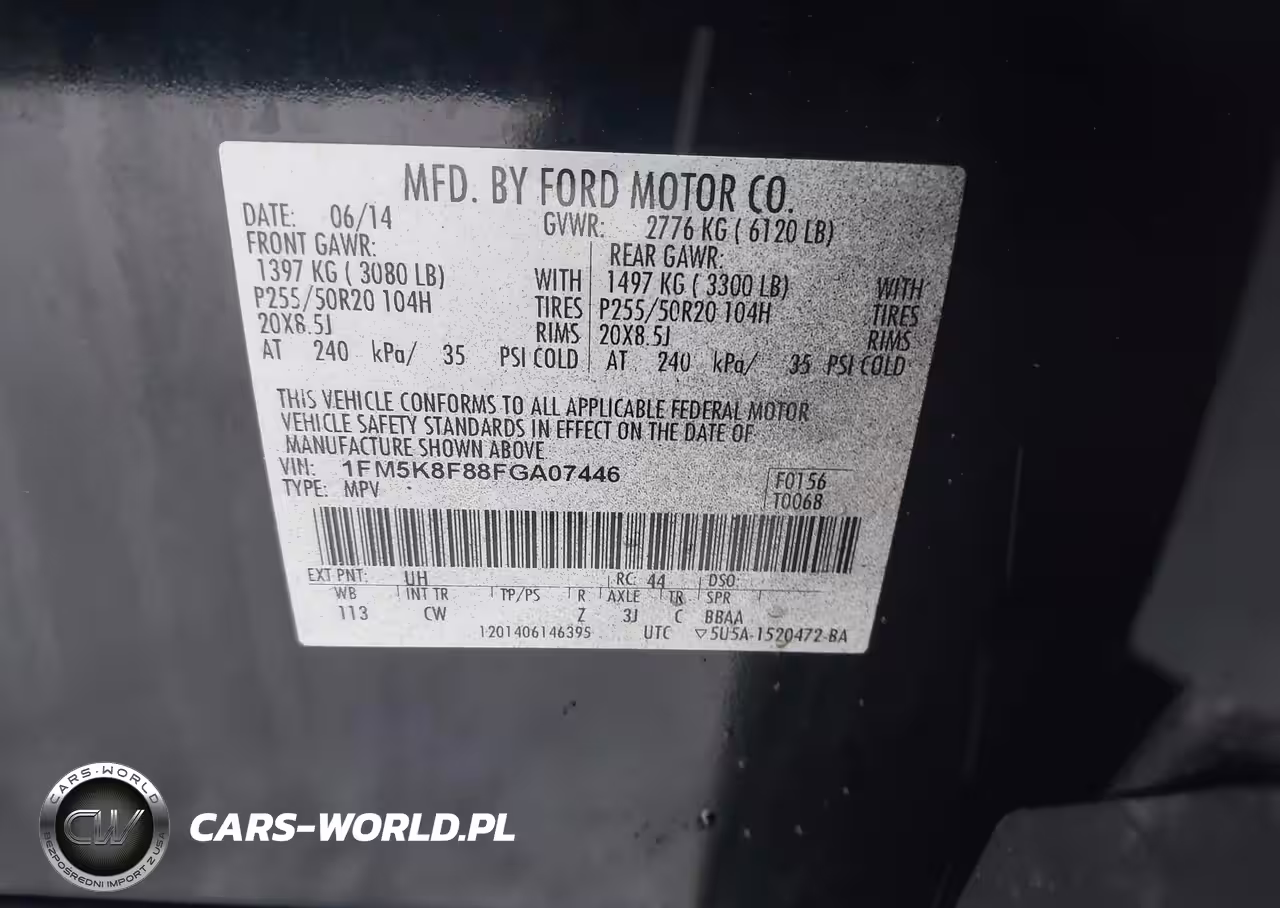 MFD. BY FORD MOTOR CO.
DATE: 06/14 GVWR: 2776 KG ( 6120 LB)
FRONT GAWR: REAR GAWR:
1397 KG ( 3080 LB) WITH 1497 KG ( 3300 LB) WITH
P255/50R20 104H TIRES P255/50R20 104H TIRES
20X8.5J RIMS 20X8.5J RIMS
AT 240 kPa/ 35 PSI COLD AT 240 kPa/ 35 PSI COLD
THIS VEHICLE CONFORMS TO ALL APPLICABLE FEDERAL MOTOR
VEHICLE SAFETY STANDARDS IN EFFECT ON THE DATE OF
MANUFACTURE SHOWN ABOVE
VIN: 1FM5K8F88FGA07446
TYPE: MPV
F0156
T0068
EXT PNT: UH RC: 44 DSO:
WB INT TR TP/PS R AXLE TR SPR
113 CW Z 3J C BBAA
1201406146395 UTC ▽5U5A-1520472-BA
CARS-WORLD
CW
BEZPOŚREDNI IMPORT Z USA
CARS-WORLD.PL